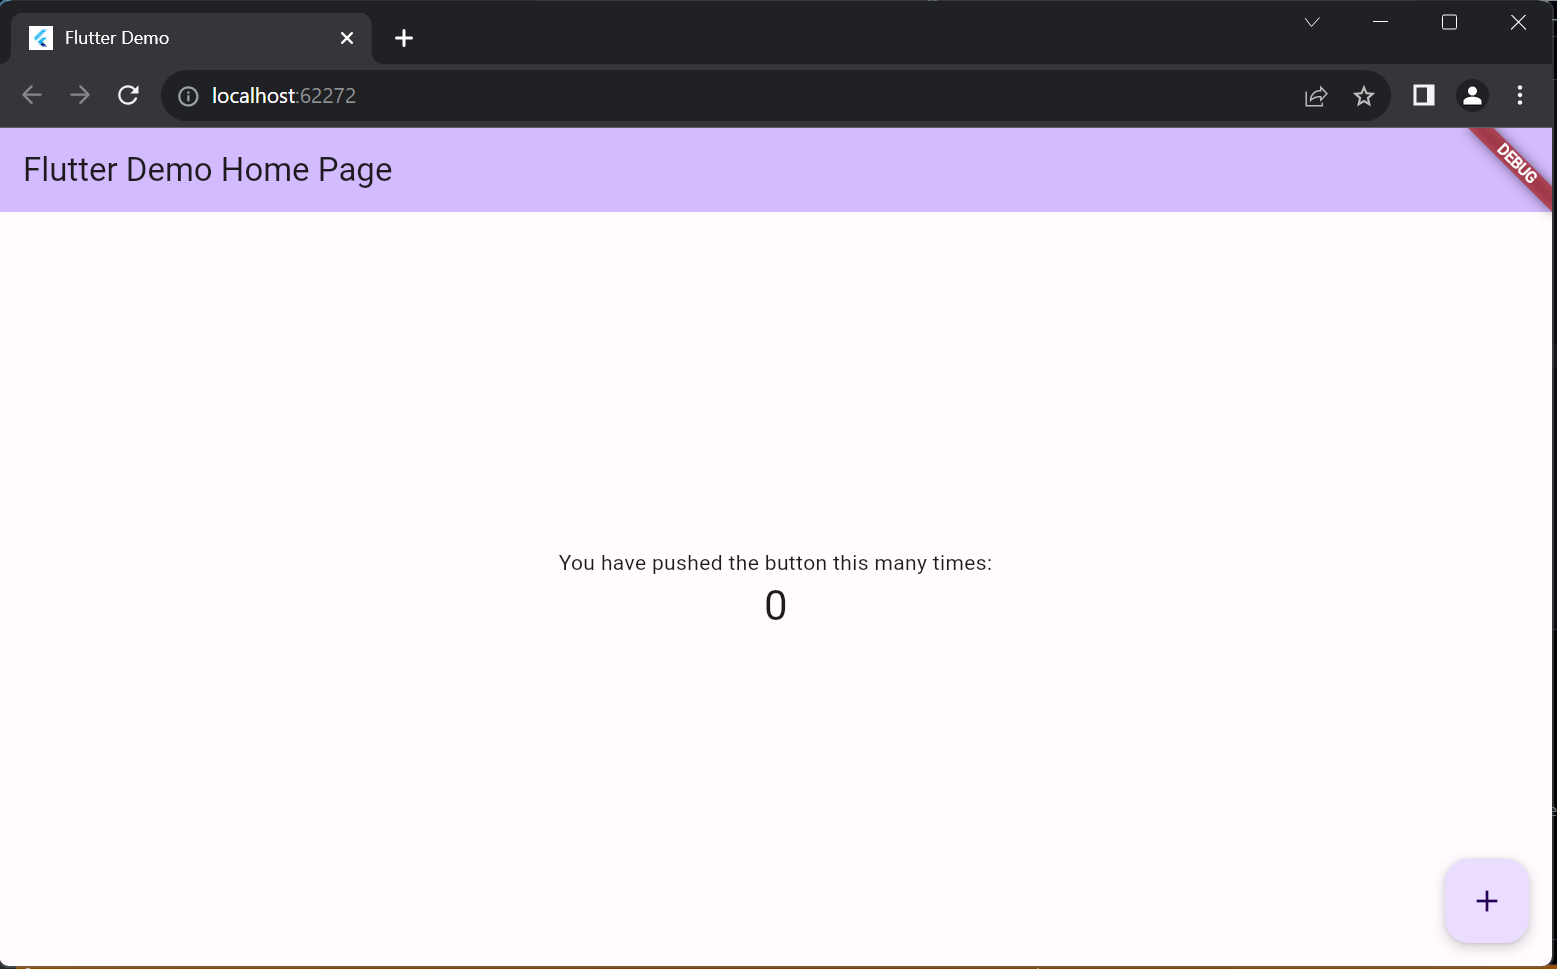 Flutter Demo
localhost:62272
Flutter Demo Home Page
DEBUG
You have pushed the button this many times:
0